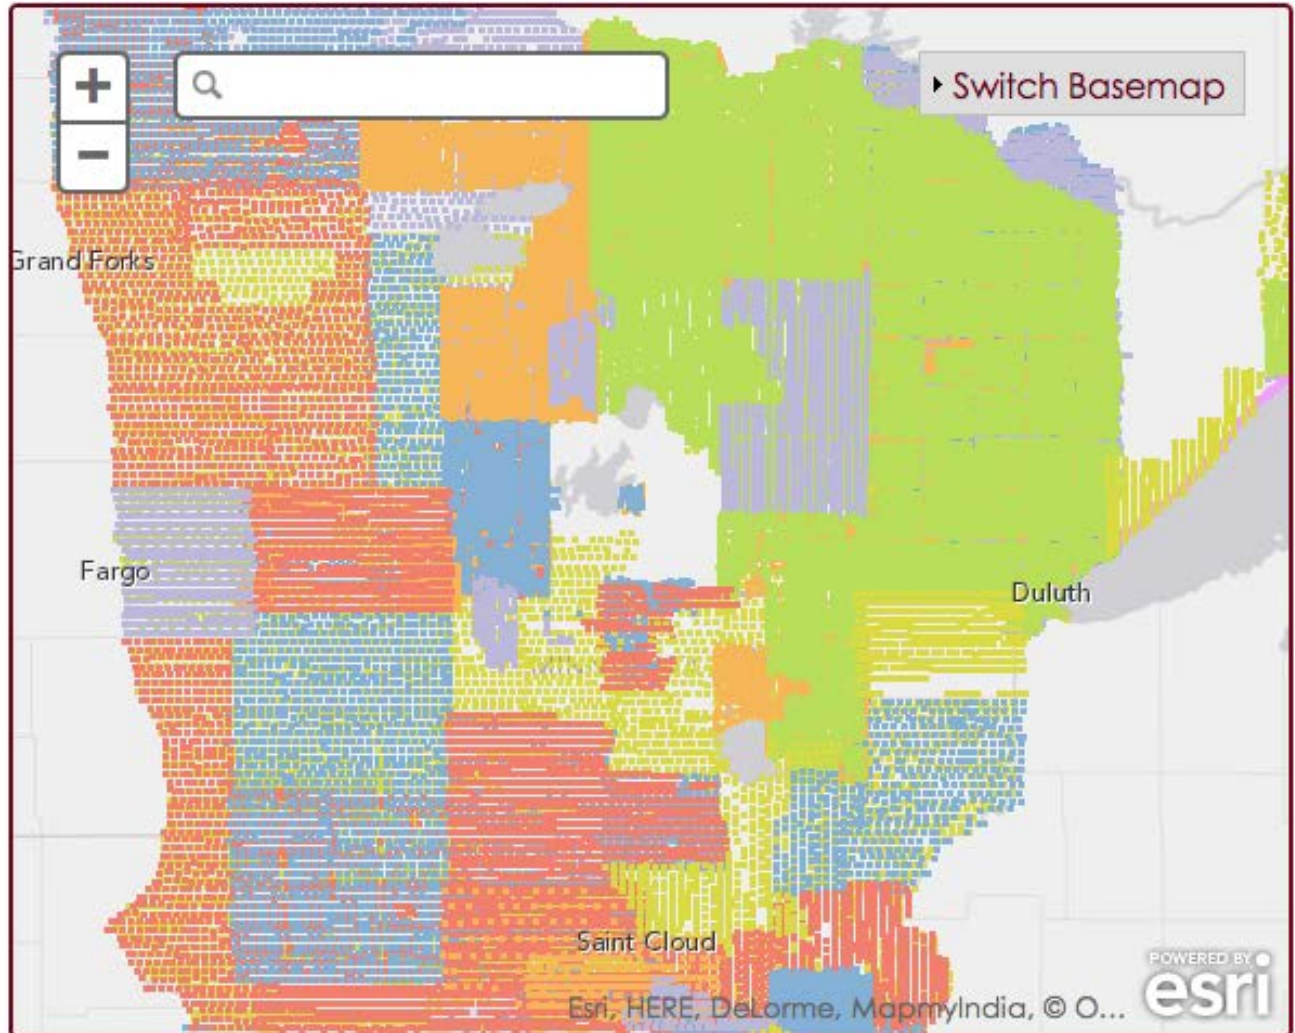 +
Switch Basemap
−
Grand Forks
Fargo
Duluth
Saint Cloud
POWERED BY
esri
Esri, HERE, DeLorme, MapmyIndia, © O...